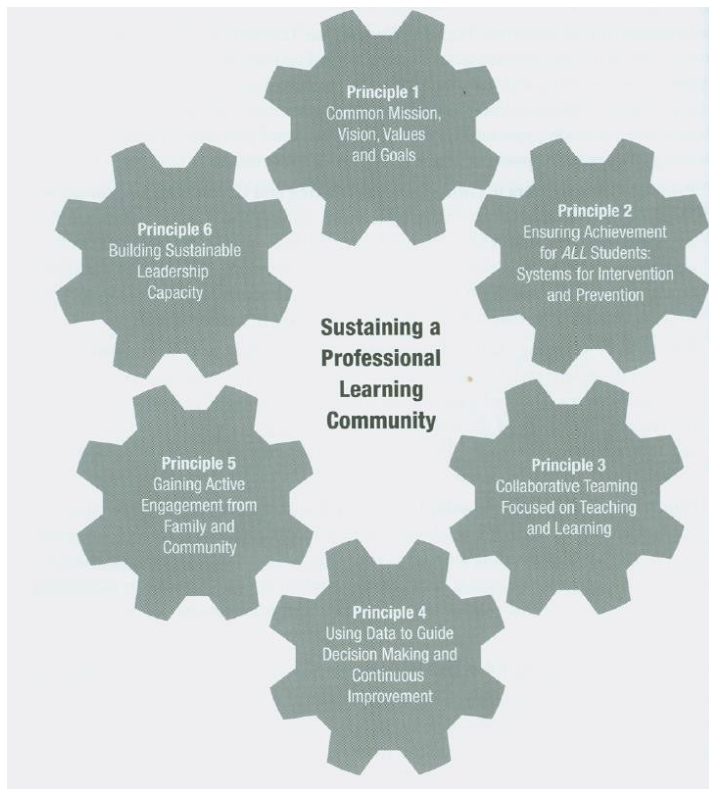 Principle 1
Common Mission,
Vision, Values
and Goals
Principle 2
Ensuring Achievement
for ALL Students:
Systems for Intervention
and Prevention
Principle 3
Collaborative Teaming
Focused on Teaching
and Learning
Principle 4
Using Data to Guide
Decision Making and
Continuous
Improvement
Principle 5
Gaining Active
Engagement from
Family and
Community
Principle 6
Building Sustainable
Leadership
Capacity
Sustaining a
Professional
Learning
Community